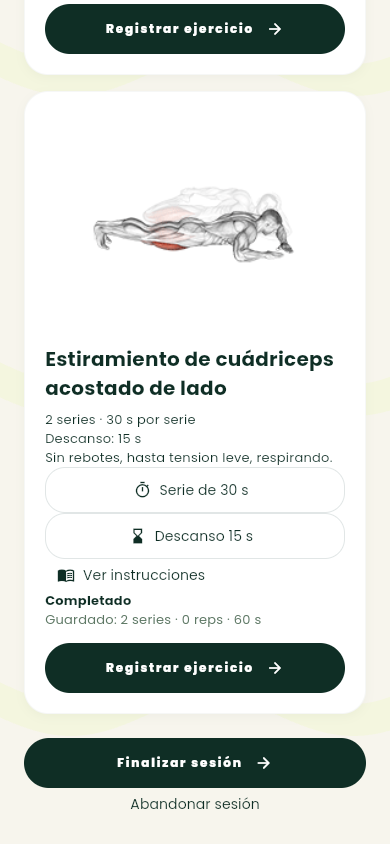 Registrar ejercicio
Estiramiento de cuádriceps
acostado de lado
2 series · 30 s por serie
Descanso: 15 s
Sin rebotes, hasta tension leve, respirando.
Serie de 30 s
Descanso 15 s
Ver instrucciones
Completado
Guardado: 2 series · 0 reps · 60 s
Registrar ejercicio
Finalizar sesión
Abandonar sesión